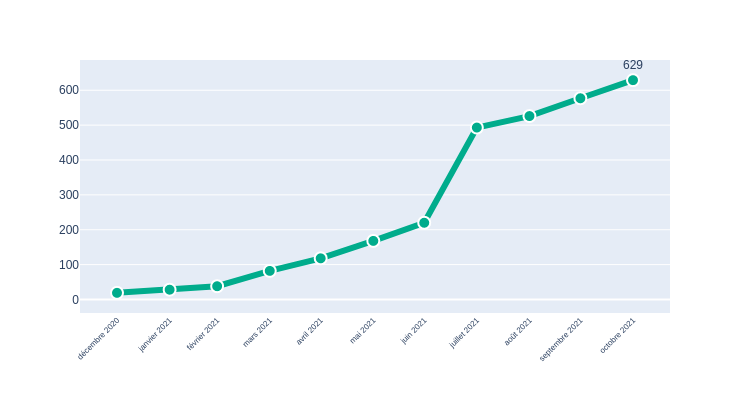 629
600
500
400
300
200
100
0
décembre 2020
janvier 2021
février 2021
mars 2021
avril 2021
mai 2021
juin 2021
juillet 2021
août 2021
septembre 2021
octobre 2021